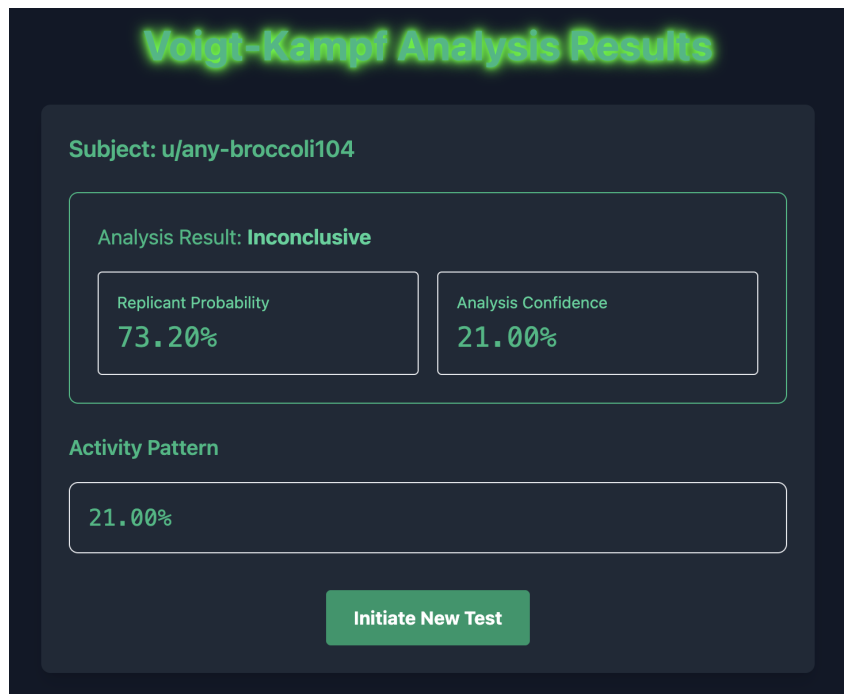 Voigt-Kampf Analysis Results
Subject: u/any-broccoli104
Analysis Result: Inconclusive
Replicant Probability
73.20%
Analysis Confidence
21.00%
Activity Pattern
21.00%
Initiate New Test